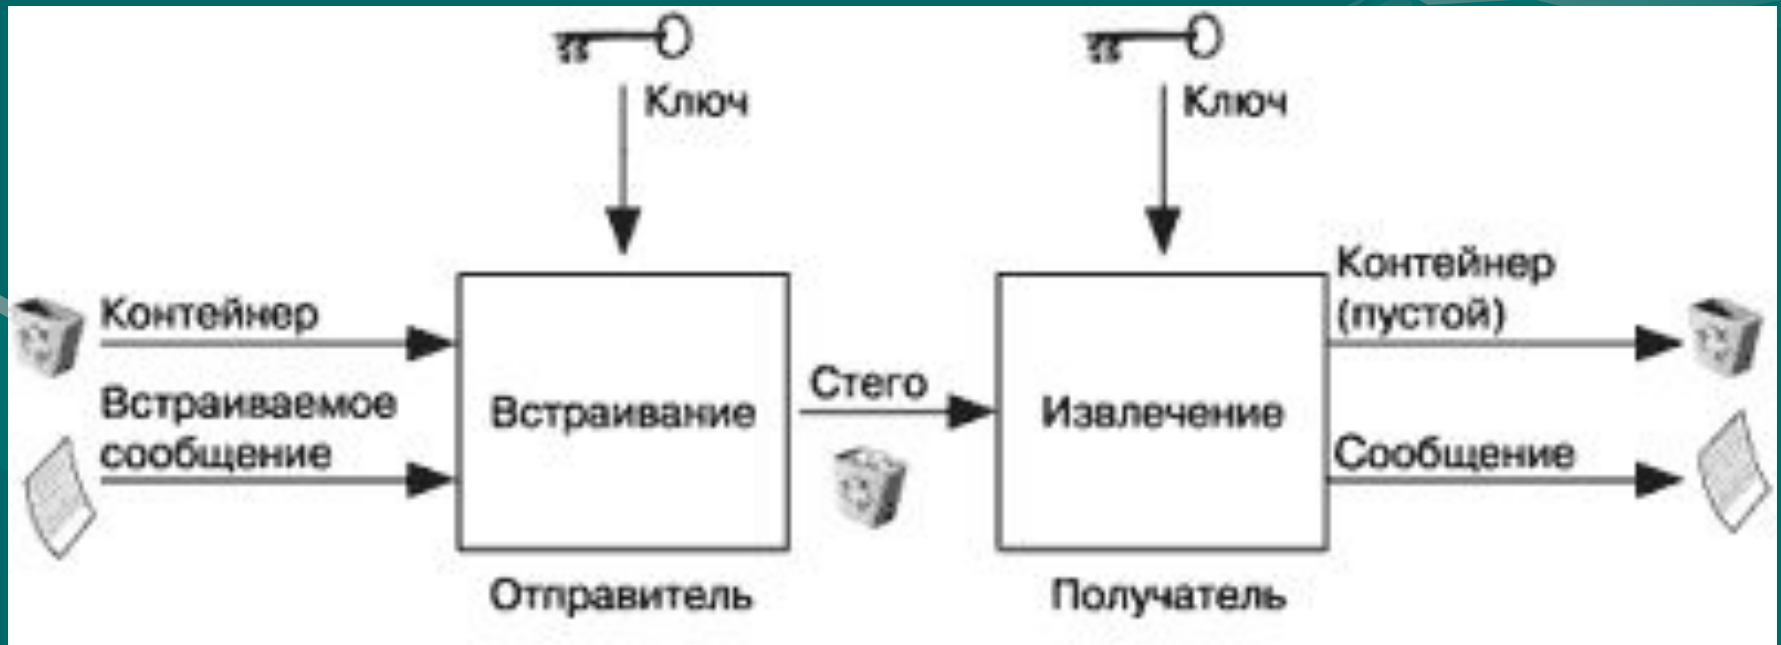 Ключ
Ключ
Контейнер
Встраиваемое
сообщение
Встраивание
Отправитель
Стего
Извлечение
Получатель
Контейнер
(пустой)
Сообщение